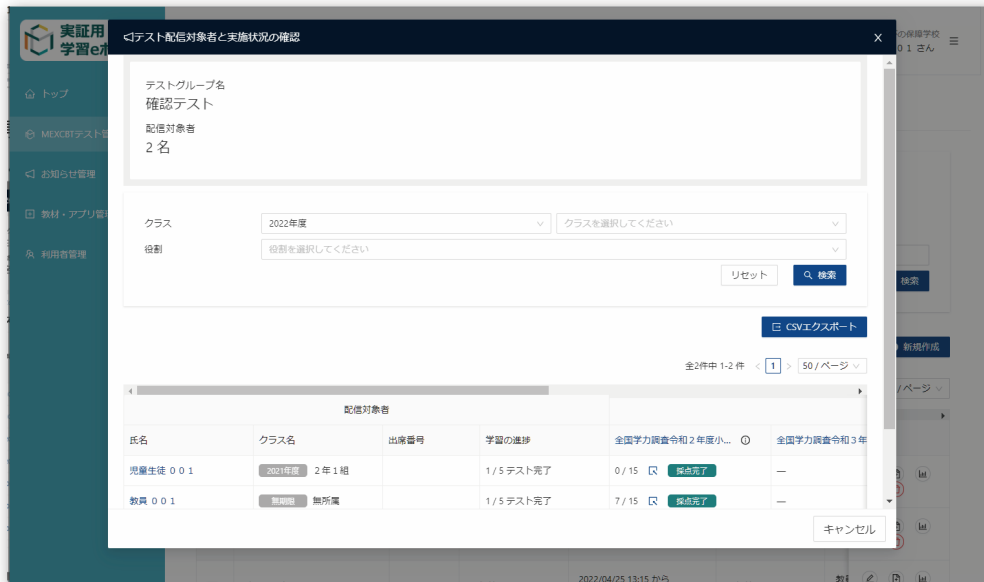 実証用
学習eポ
トップ
MEXCBTテスト管
お知らせ管理
教材・アプリ管理
利用者管理
の保障学校
01 さん
テスト配信対象者と実施状況の確認
X
テストグループ名
確認テスト
配信対象者
2 名
クラス
2022年度
クラスを選択してください
役割
役割を選択してください
リセット
検索
検索
CSVエクスポート
新規作成
全2件中 1-2 件 < 1 > 50 / ページ
/ ページ
配信対象者
氏名 クラス名 出席番号 学習の進捗 全国学力調査令和2年度小... 全国学力調査令和3年
児童生徒 001 2021年度 2年1組 1 / 5 テスト完了 0 / 15 採点完了 —
教員 001 無期限 無所属 1 / 5 テスト完了 7 / 15 採点完了 —
キャンセル
2022/04/25 13:15 から